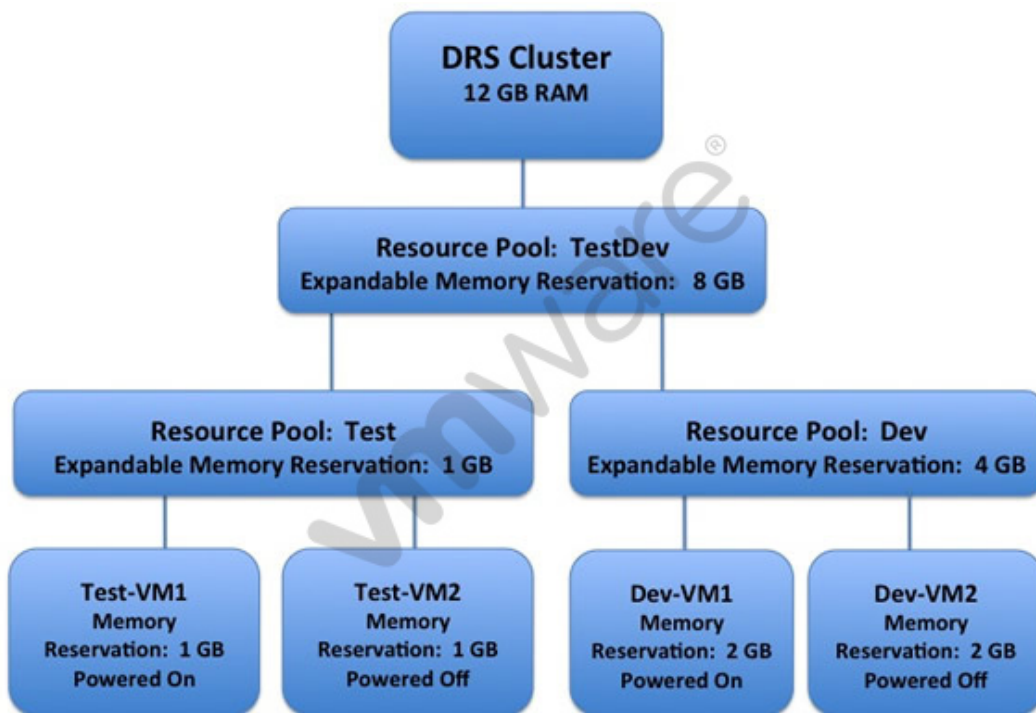 DRS Cluster
12 GB RAM
Resource Pool: TestDev
Expandable Memory Reservation: 8 GB
Resource Pool: Test
Expandable Memory Reservation: 1 GB
Resource Pool: Dev
Expandable Memory Reservation: 4 GB
Test-VM1
Memory
Reservation: 1 GB
Powered On
Test-VM2
Memory
Reservation: 1 GB
Powered Off
Dev-VM1
Memory
Reservation: 2 GB
Powered On
Dev-VM2
Memory
Reservation: 2 GB
Powered Off
vmware®